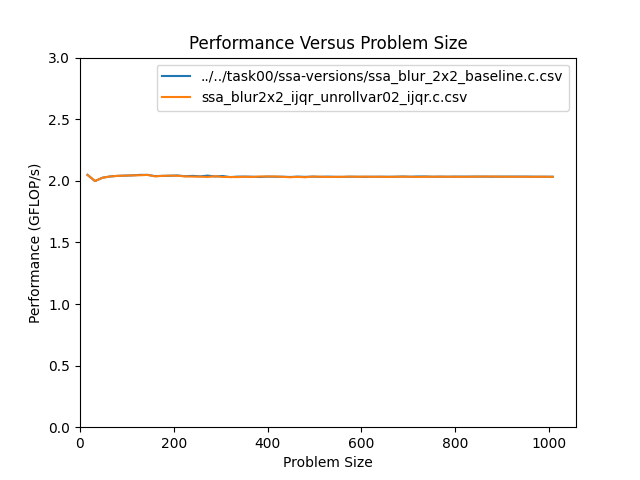 Performance Versus Problem Size
3.0
2.5
2.0
1.5
1.0
0.5
0.0
Performance (GFLOP/s)
../../task00/ssa-versions/ssa_blur_2x2_baseline.c.csv
ssa_blur2x2_ijqr_unrollvar02_ijqr.c.csv
0 200 400 600 800 1000
Problem Size